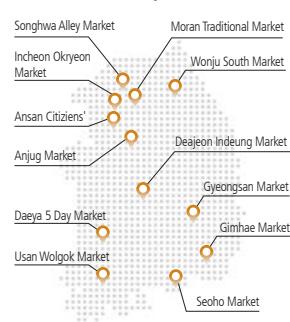 Songhwa Alley Market
Moran Traditional Market
Incheon Okryeon
Market
Wonju South Market
Ansan Citiziens'
Deajeon Indeung Market
Anjug Market
Gyeongsan Market
Daeya 5 Day Market
Gimhae Market
Usan Wolgok Market
Seoho Market